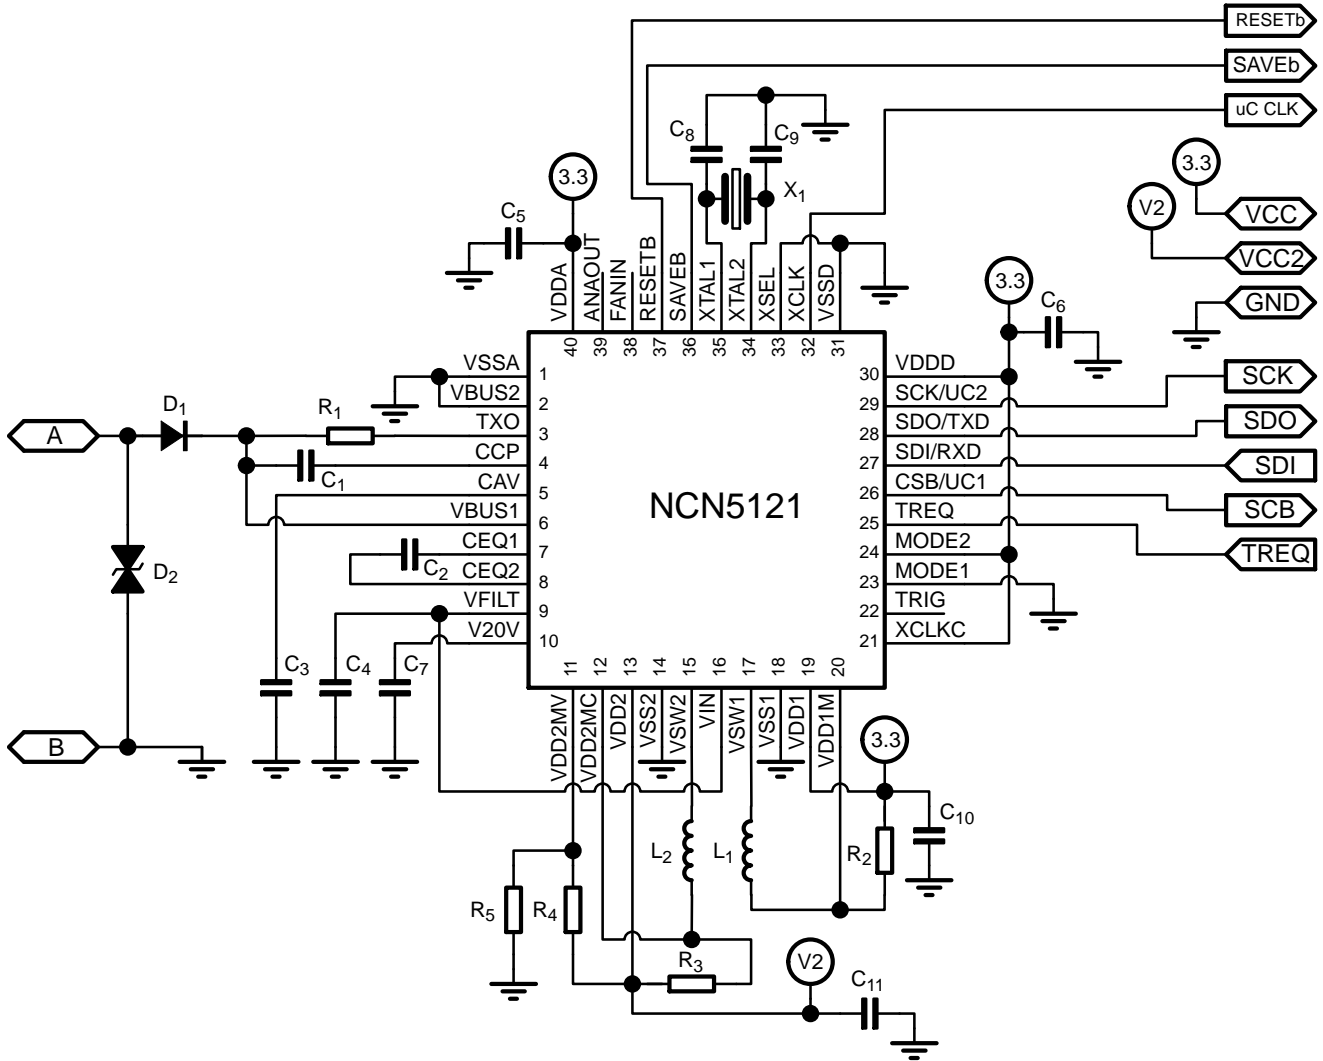 RESETb
SAVEb
uC CLK
C8
C9
X1
3.3
3.3
V2
VCC
VCC2
GND
C5
3.3
C6
VDDA
ANAOUT
FANIN
RESETB
SAVEB
XTAL1
XTAL2
XSEL
XCLK
VSSD
40
39
38
37
36
35
34
33
32
31
VSSA 1
VBUS2 2
TXO 3
CCP 4
CAV 5
VBUS1 6
CEQ1 7
CEQ2 8
VFILT 9
V20V 10
A
D1
R1
C1
D2
C2
C3
C4
C7
B
NCN5121
30 VDDD
29 SCK/UC2
28 SDO/TXD
27 SDI/RXD
26 CSB/UC1
25 TREQ
24 MODE2
23 MODE1
22 TRIG
21 XCLKC
SCK
SDO
SDI
SCB
TREQ
11
12
13
14
15
16
17
18
19
20
VDD2MV
VDD2MC
VDD2
VSS2
VSW2
VIN
VSW1
VSS1
VDD1
VDD1M
3.3
C10
L2
L1
R2
R5
R4
R3
V2
C11